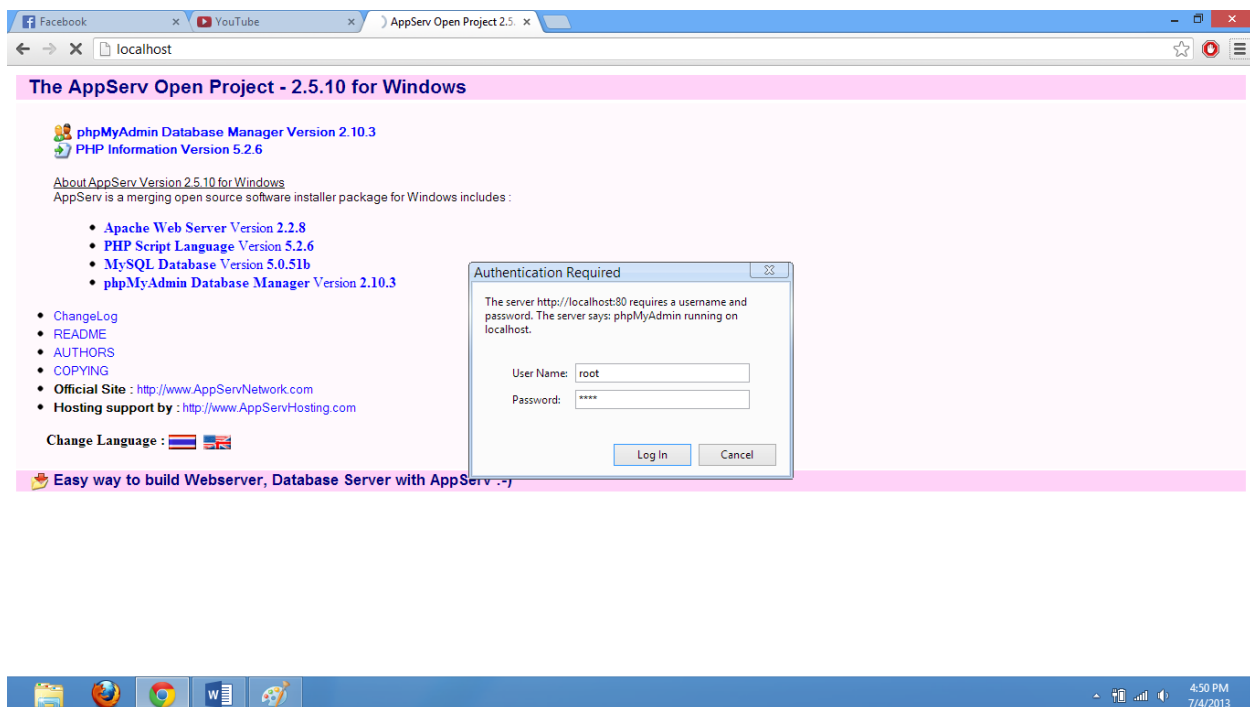 Facebook
YouTube
AppServ Open Project 2.5.
localhost
The AppServ Open Project - 2.5.10 for Windows
phpMyAdmin Database Manager Version 2.10.3
PHP Information Version 5.2.6
About AppServ Version 2.5.10 for Windows
AppServ is a merging open source software installer package for Windows includes :
Apache Web Server Version 2.2.8
PHP Script Language Version 5.2.6
MySQL Database Version 5.0.51b
phpMyAdmin Database Manager Version 2.10.3
ChangeLog
README
AUTHORS
COPYING
Official Site : http://www.AppServNetwork.com
Hosting support by : http://www.AppServHosting.com
Change Language :
Easy way to build Webserver, Database Server with AppServ :-)
Authentication Required
The server http://localhost:80 requires a username and
password. The server says: phpMyAdmin running on
localhost.
User Name: root
Password: ****
Log In Cancel
4:50 PM
7/4/2013